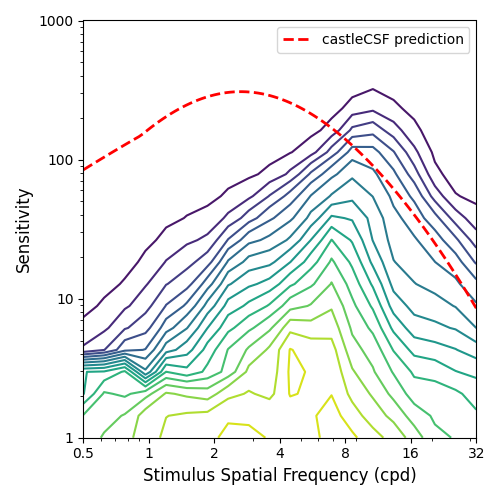 1000
castleCSF prediction
100
Sensitivity
10
1
0.5 1 2 4 8 16 32
Stimulus Spatial Frequency (cpd)